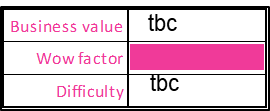 Business value tbc
Wow factor
Difficulty tbc